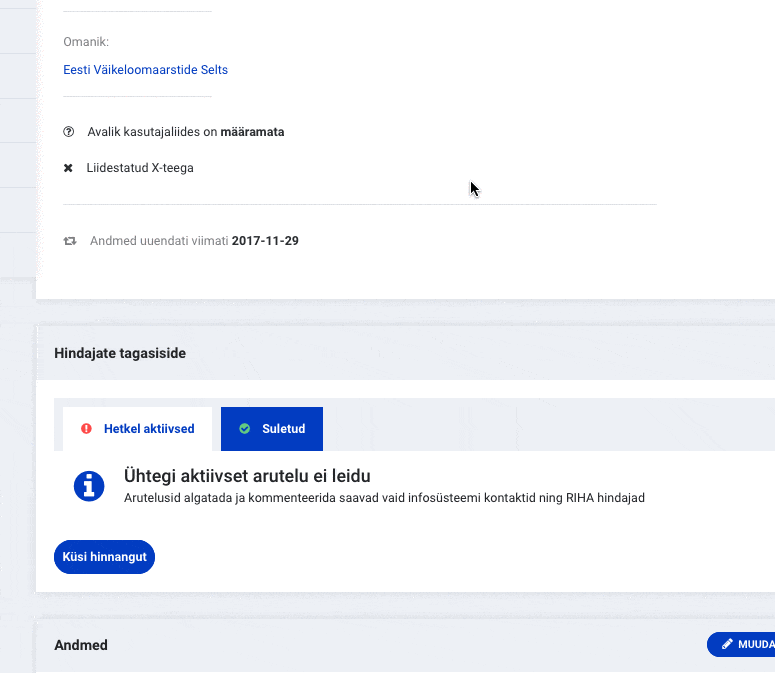 Omanik:
Eesti Väikeloomaarstide Selts
Avalik kasutajaliides on määramata
Liidestatud X-teega
Andmed uuendati viimati 2017-11-29
Hindajate tagasiside
Hetkel aktiivsed
Suletud
Ühtegi aktiivset arutelu ei leidu
Arutelusid algatada ja kommenteerida saavad vaid infosüsteemi kontaktid ning RIHA hindajad
Küsi hinnangut
Andmed
MUUDA